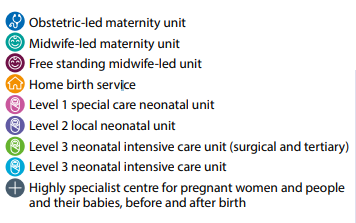 Obstetric-led maternity unit
Midwife-led maternity unit
Free standing midwife-led unit
Home birth service
Level 1 special care neonatal unit
Level 2 local neonatal unit
Level 3 neonatal intensive care unit (surgical and tertiary)
Level 3 neonatal intensive care unit
Highly specialist centre for pregnant women and people
and their babies, before and after birth